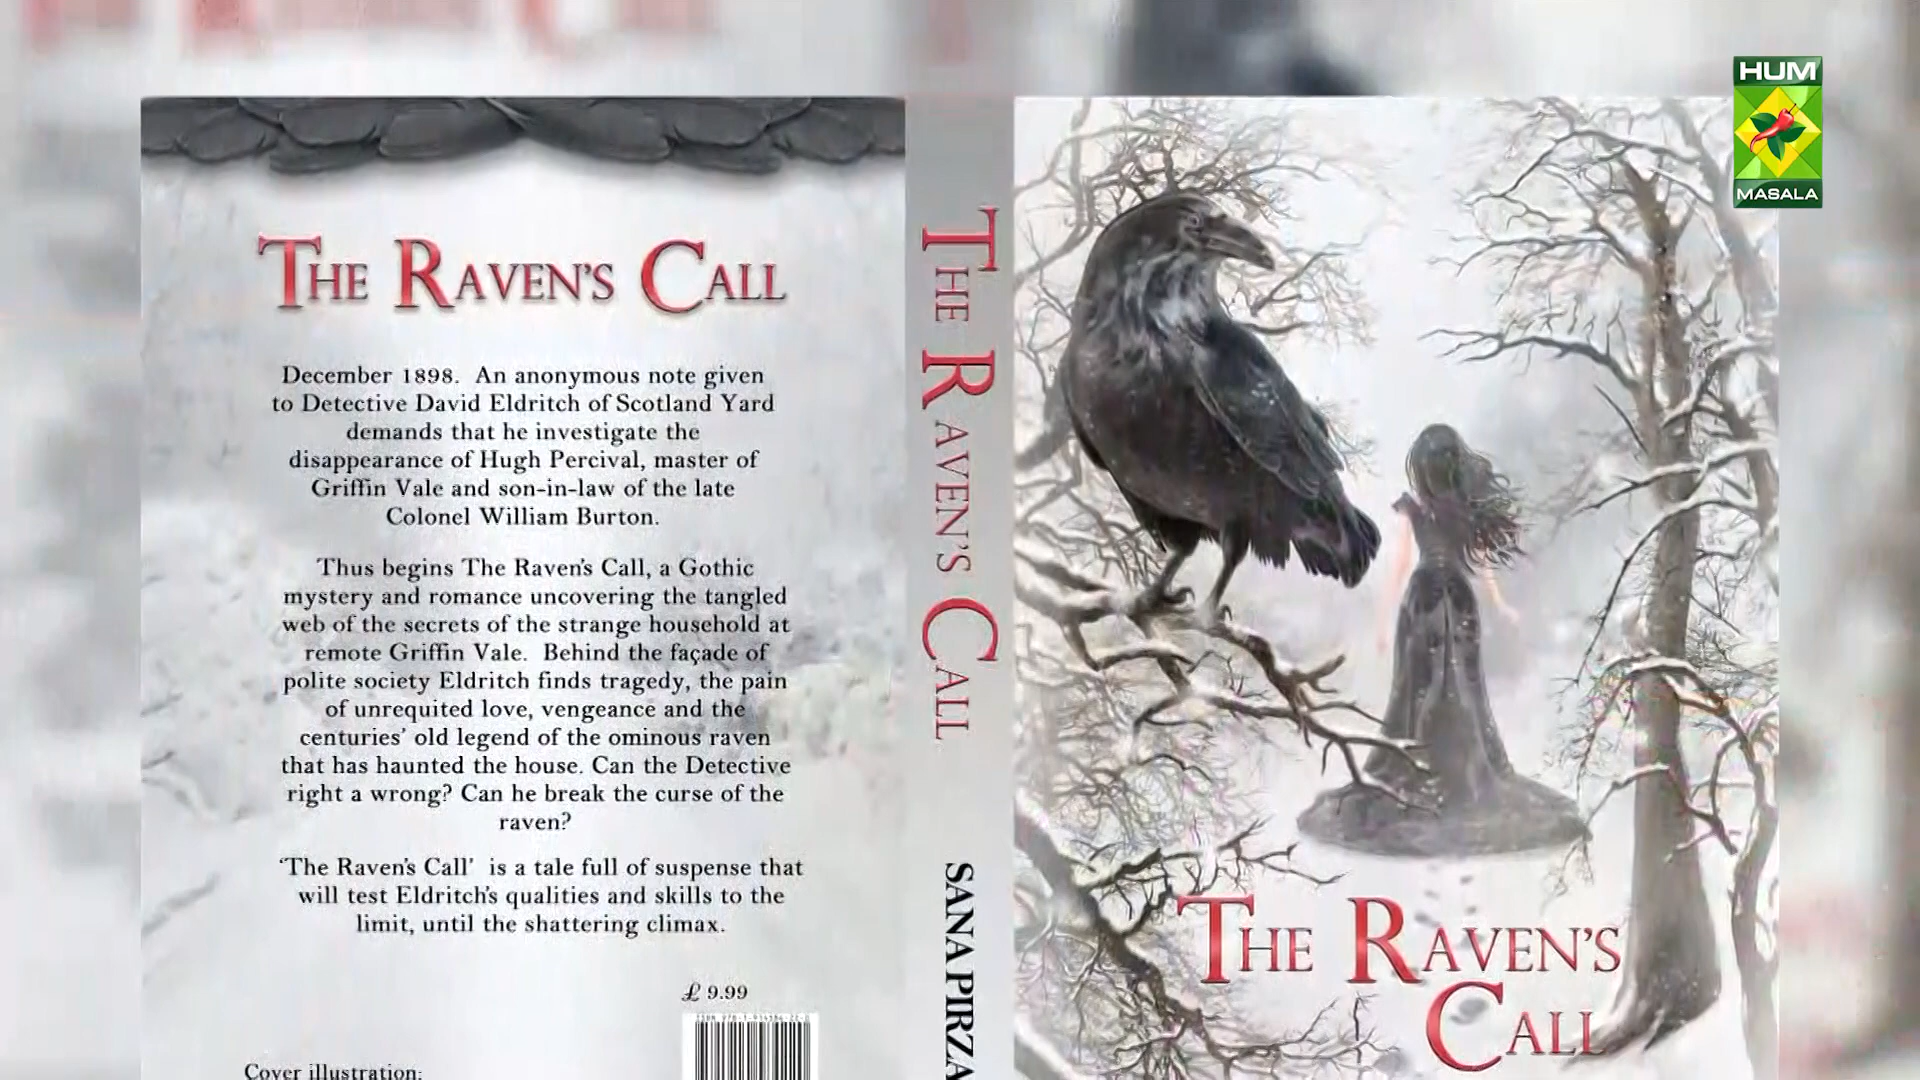 HUM
MASALA
THE RAVEN'S CALL
December 1898. An anonymous note given
to Detective David Eldritch of Scotland Yard
demands that he investigate the
disappearance of Hugh Percival, master of
Griffin Vale and son-in-law of the late
Colonel William Burton.
Thus begins The Raven's Call, a Gothic
mystery and romance uncovering the tangled
web of the secrets of the strange household at
remote Griffin Vale. Behind the façade of
polite society Eldritch finds tragedy, the pain
of unrequited love, vengeance and the
centuries' old legend of the ominous raven
that has haunted the house. Can the Detective
right a wrong? Can he break the curse of the
raven?
'The Raven's Call' is a tale full of suspense that
will test Eldritch's qualities and skills to the
limit, until the shattering climax.
£ 9.99
Cover illustration:
THE RAVEN'S CALL
SANA PIRZA
THE RAVEN'S
CALL